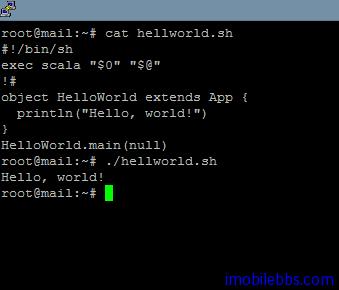 root@mail:~# cat hellworld.sh
#!/bin/sh
exec scala "$0" "$@"
!#
object HelloWorld extends App {
  println("Hello, world!")
}
HelloWorld.main(null)
root@mail:~# ./hellworld.sh
Hello, world!
root@mail:~#
imobilebbs.com